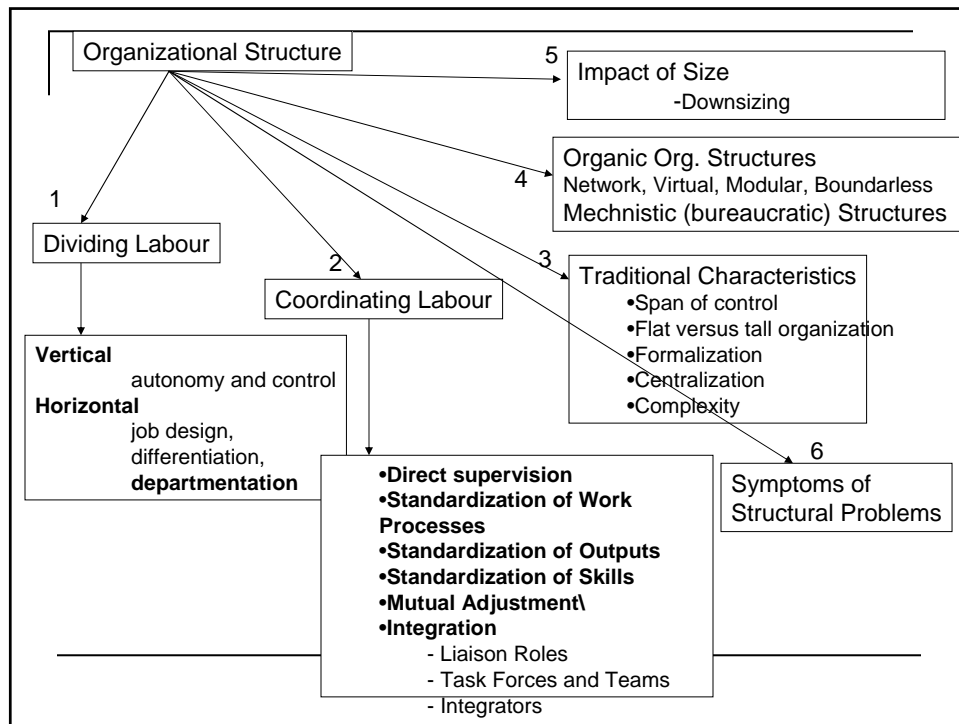 Organizational Structure
5
Impact of Size
-Downsizing
4
Organic Org. Structures
Network, Virtual, Modular, Boundarless
Mechnistic (bureaucratic) Structures
1
Dividing Labour
2
Coordinating Labour
3
Traditional Characteristics
•Span of control
•Flat versus tall organization
•Formalization
•Centralization
•Complexity
Vertical
autonomy and control
Horizontal
job design,
differentiation,
departmentation
•Direct supervision
•Standardization of Work
Processes
•Standardization of Outputs
•Standardization of Skills
•Mutual Adjustment\
•Integration
- Liaison Roles
- Task Forces and Teams
- Integrators
6
Symptoms of
Structural Problems